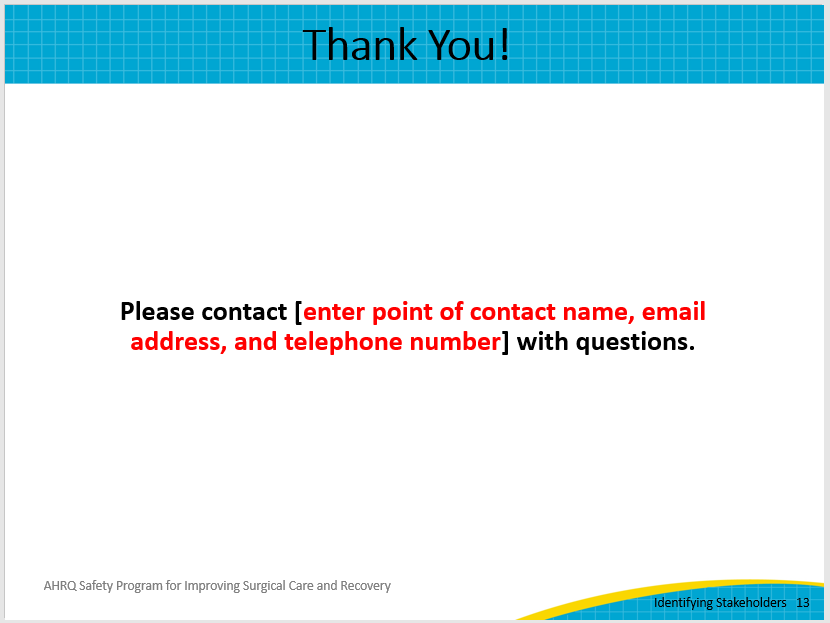 Thank You!
Please contact [enter point of contact name, email
address, and telephone number] with questions.
AHRQ Safety Program for Improving Surgical Care and Recovery
Identifying Stakeholders 13